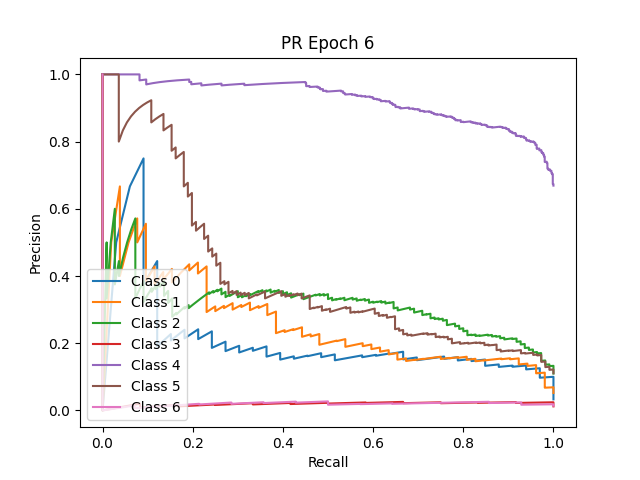 PR Epoch 6
Precision
1.0
0.8
0.6
0.4
0.2
0.0
Class 0
Class 1
Class 2
Class 3
Class 4
Class 5
Class 6
0.0 0.2 0.4 0.6 0.8 1.0
Recall